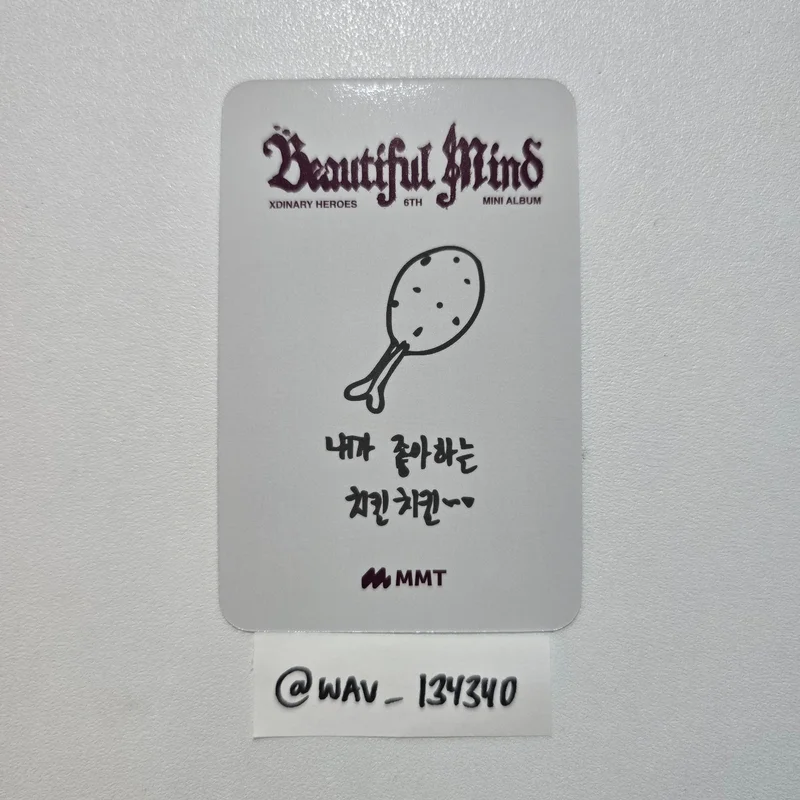 Beautiful Mind
XDINARY HEROES 6TH MINI ALBUM
내가 좋아하는
치킨치킨~~
MMT
@WAV_134340